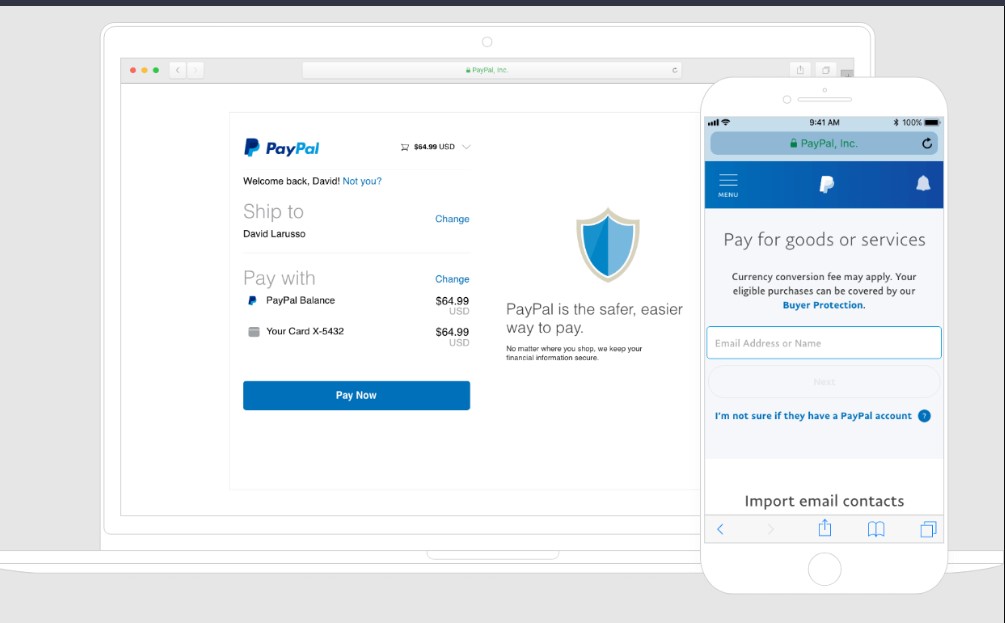 PayPal, Inc.
PayPal
$64.99 USD
Welcome back, David! Not you?
Ship to
Change
David Larusso
Pay with
Change
PayPal Balance
$64.99
USD
Your Card X-5432
$64.99
USD
Pay Now
PayPal is the safer, easier
way to pay.
No matter where you shop, we keep your
financial information secure.
9:41 AM
100%
PayPal, Inc.
MENU
Pay for goods or services
Currency conversion fee may apply. Your
eligible purchases can be covered by our
Buyer Protection.
Email Address or Name
Next
I'm not sure if they have a PayPal account ?
Import email contacts